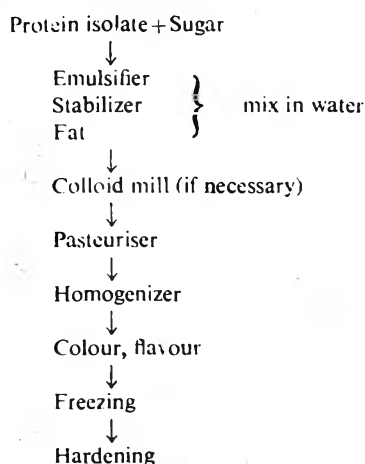 Protein isolate + Sugar
Emulsifier
Stabilizer mix in water
Fat
Colloid mill (if necessary)
Pasteuriser
Homogenizer
Colour, flavour
Freezing
Hardening